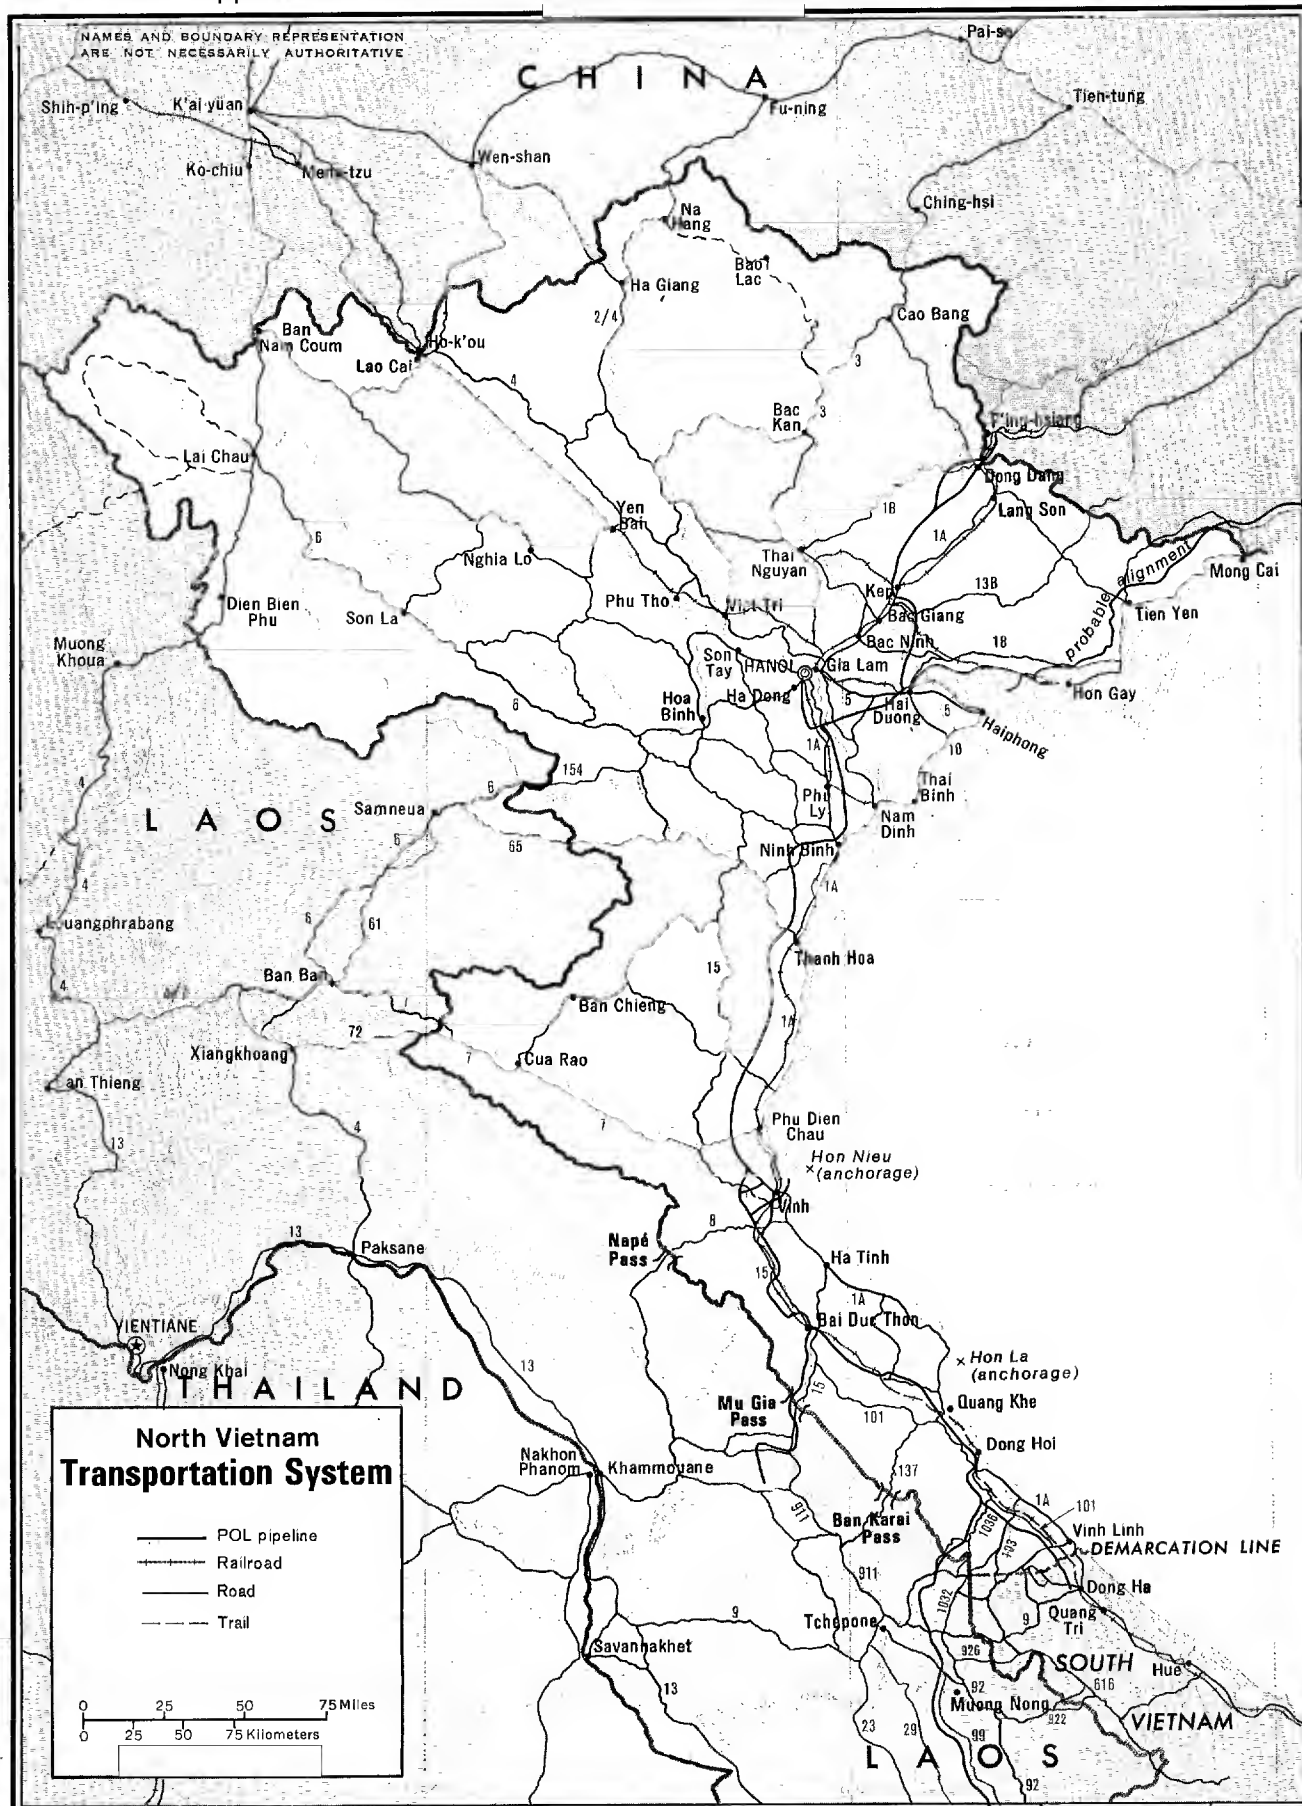 NAMES AND BOUNDARY REPRESENTATION
ARE NOT NECESSARILY AUTHORITATIVE
CHINA
Pai-s
Shih-p'ing
K'ai-yüan
Fu-ning
Tien-tung
Ko-chiu
Wen-shan
Ching-hsi
Na
Hang
Bao
Lac
Ha Giang
2/4
Cao Bang
Ban
Nam Coum
Ho-k'ou
Lao Cai
4
3
3
Bac
Kan
P'ing-hsiang
Lai Chau
Dong Dang
Lang Son
1B
1A
6
Yen
Bai
Nghia Lo
Thai
Nguyen
Kep
13B
probable alignment
Mong Cai
Tien Yen
Dien Bien
Phu
Son La
Phu Tho
Viet Tri
Bac Giang
Bac Ninh
18
Muong
Khoua
Son
Tay
HANOI
Gia Lam
Ha Dong
5
Hai
Duong
5
Hon Gay
Haiphong
Hoa
Binh
6
1A
10
4
154
6
Thai
Binh
Phu
Ly
Nam
Dinh
LAOS
Samneua
6
65
Ninh Binh
1A
4
6
61
Luangphrabang
Thanh Hoa
15
Ban Ban
4
7
Ban Chieng
1A
72
Xiangkhoang
7
Cua Rao
an Thieng
13
4
7
Phu Dien
Chau
Hon Nieu
(anchorage)
Vinh
8
Napé
Pass
13
Paksane
Ha Tinh
15
1A
Bai Duc Thon
VIENTIANE
Nong Khai
13
Hon La
(anchorage)
THAILAND
Mu Gia
Pass
15
101
Quang Khe
North Vietnam
Transportation System
Dong Hoi
Nakhon
Phanom
Khammouane
137
911
Ban Karai
Pass
1A
101
1036
103
Vinh Linh
DEMARCATION LINE
POL pipeline
Railroad
Road
Trail
911
Dong Ha
1032
9
Tchepone
9
Quang
Tri
Savannakhet
926
SOUTH
Hue
13
92
Muong Nong
616
922
VIETNAM
23
29
99
LAOS
92
0 25 50 75 Miles
0 25 50 75 Kilometers